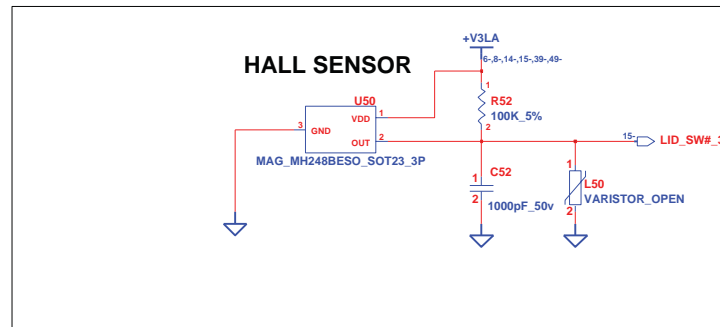 +V3LA
6-,8-,14-,15-,39-,49-
HALL SENSOR
U50
1
VDD
3
GND
OUT
2
MAG_MH248BESO_SOT23_3P
1
R52
100K_5%
2
15-
LID_SW#_3
C52
1
2
1000pF_50v
1
L50
VARISTOR_OPEN
2